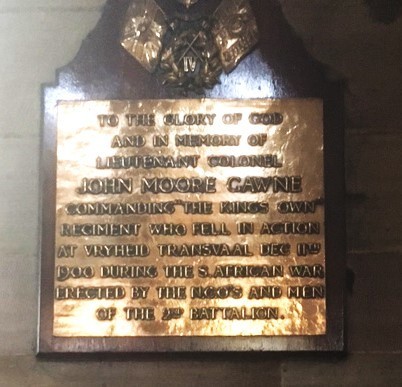 IV
TO THE GLORY OF GOD
AND IN MEMORY OF
LIEUTENANT COLONEL
JOHN MOORE GAWNE
COMMANDING "THE KINGS OWN"
REGIMENT WHO FELL IN ACTION
AT VRYHEID TRANSVAAL DEC 11TH
1900 DURING THE S. AFRICAN WAR
ERECTED BY THE N.C.O'S AND MEN
OF THE 2ND BATTALION.